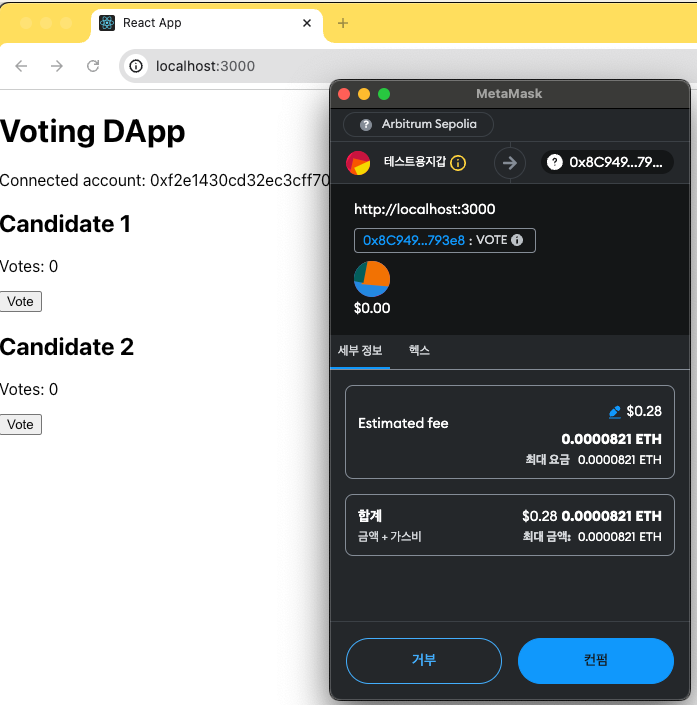 React App
localhost:3000
Voting DApp
Connected account: 0xf2e1430cd32ec3cff70
Candidate 1
Votes: 0
Vote
Candidate 2
Votes: 0
Vote
MetaMask
? Arbitrum Sepolia
테스트용지갑
? 0x8C949...79...
http://localhost:3000
0x8C949...793e8 : VOTE
$0.00
세부 정보 헥스
Estimated fee
$0.28
0.0000821 ETH
최대 요금 0.0000821 ETH
합계 $0.28 0.0000821 ETH
금액 + 가스비 최대 금액: 0.0000821 ETH
거부 컨펌